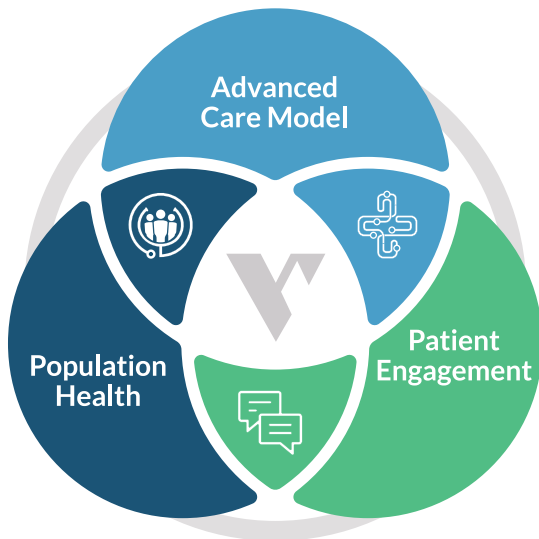 Advanced
Care Model
Population
Health
Patient
Engagement